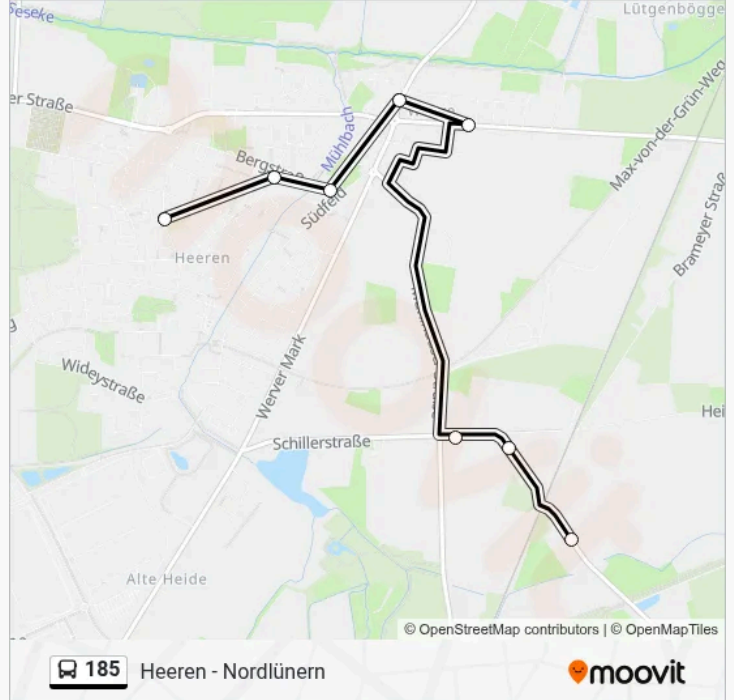 Seseke
Lütgenbögge
er Straße
Max-von-der-Grün-Weg
Mühlbach
Bergstraße
Südfeld
Brameyer Straß
Heeren
Werver Mark
Wideystraße
Hei
Schillerstraße
Alte Heide
© OpenStreetMap contributors | © OpenMapTiles
185 Heeren - Nordlünern moovit